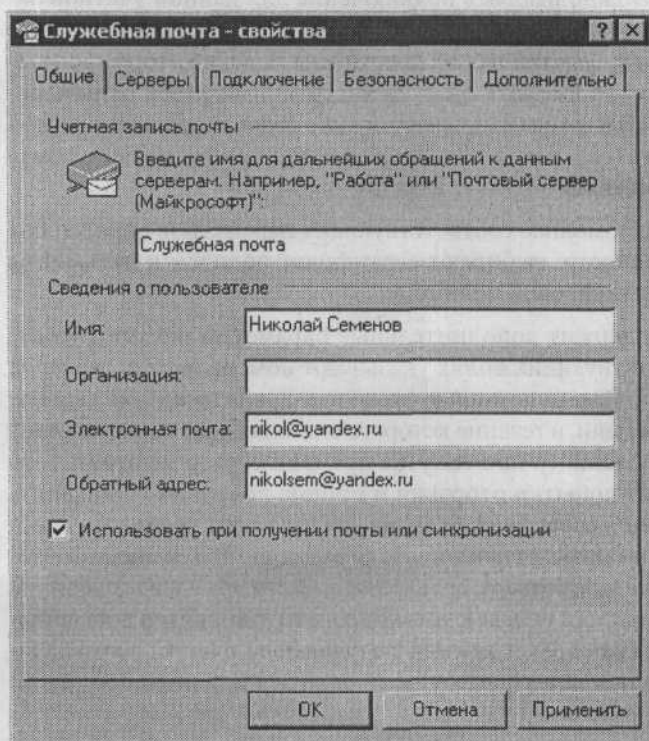 Служебная почта - свойства
Общие Серверы Подключение Безопасность Дополнительно
Учетная запись почты
Введите имя для дальнейших обращений к данным
серверам. Например, "Работа" или "Почтовый сервер
(Майкрософт)":
Служебная почта
Сведения о пользователе
Имя: Николай Семенов
Организация:
Электронная почта: nikol@yandex.ru
Обратный адрес: nikolsem@yandex.ru
Использовать при получении почты или синхронизации
OK Отмена Применить